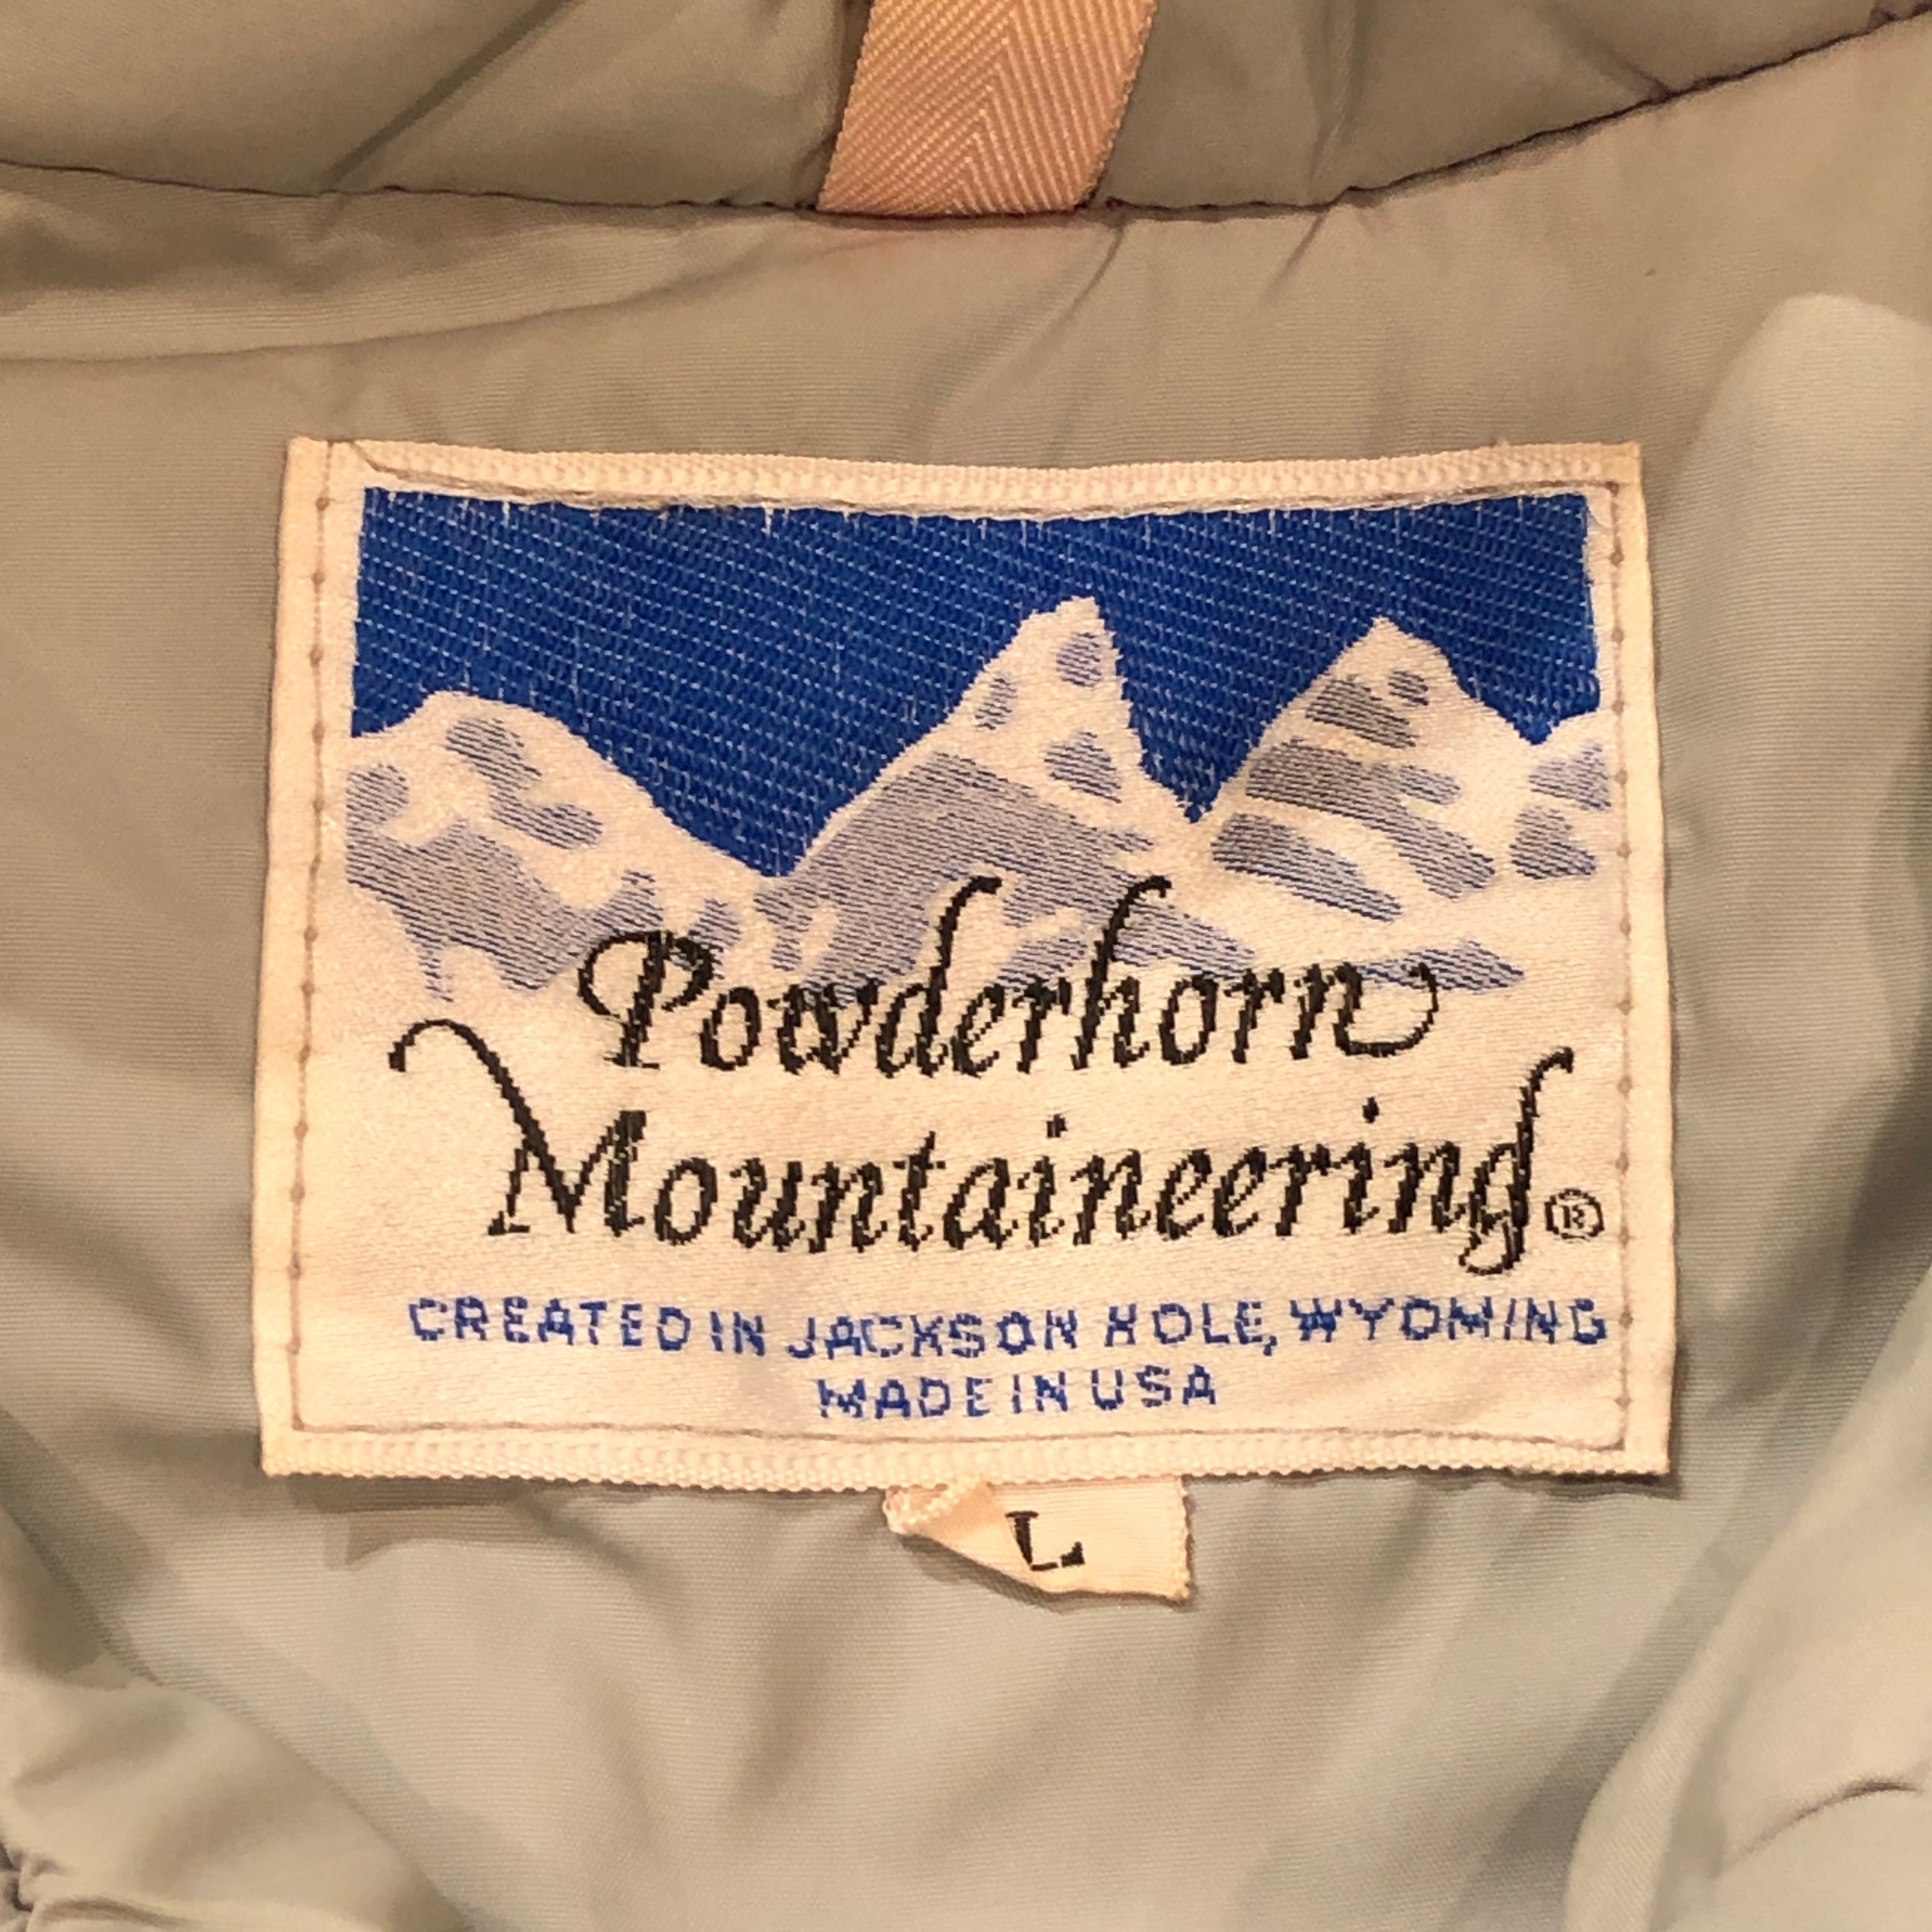 Powderhorn
Mountaineering®
CREATED IN JACKSON HOLE, WYOMING
MADE IN USA
L